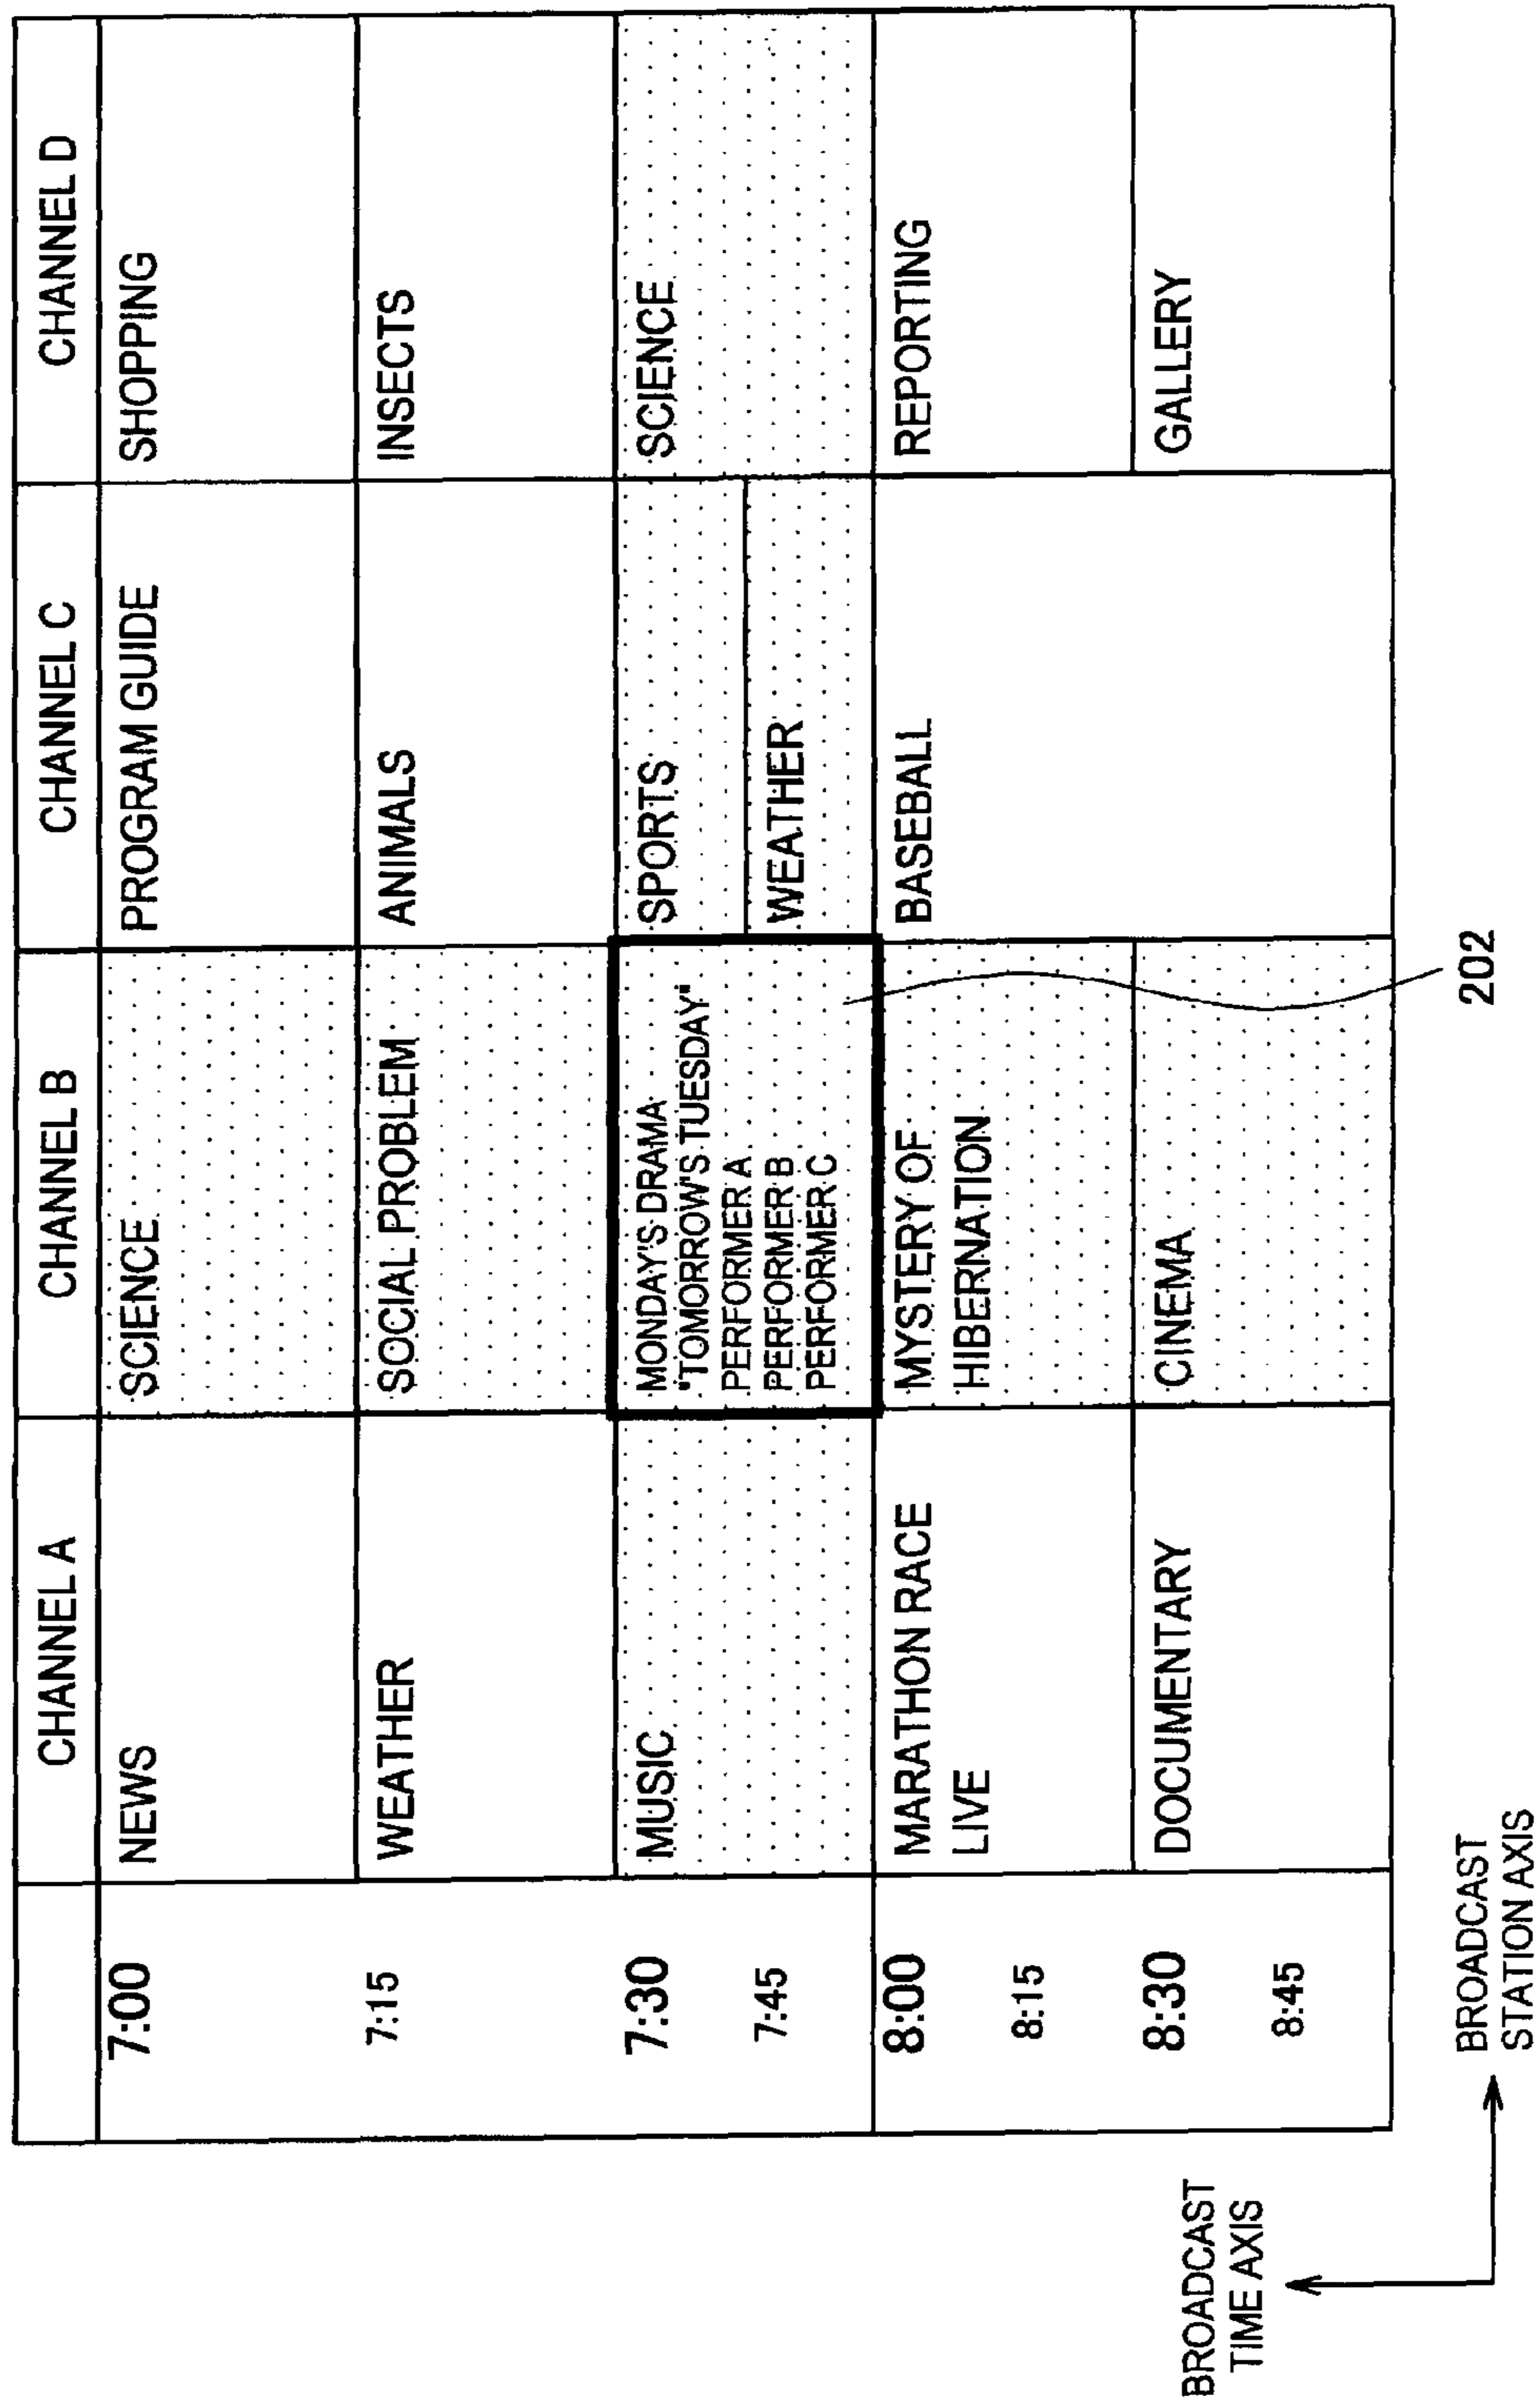 CHANNEL A
CHANNEL B
CHANNEL C
CHANNEL D
7:00
NEWS
SCIENCE
PROGRAM GUIDE
SHOPPING
7:15
WEATHER
SOCIAL PROBLEM
ANIMALS
INSECTS
7:30
MUSIC
MONDAY'S DRAMA
"TOMORROW'S TUESDAY"
PERFORMER A
PERFORMER B
PERFORMER C
SPORTS
SCIENCE
7:45
WEATHER
8:00
MARATHON RACE
LIVE
MYSTERY OF
HIBERNATION
BASEBALL
REPORTING
8:15
8:30
DOCUMENTARY
CINEMA
GALLERY
8:45
202
BROADCAST
TIME AXIS
BROADCAST
STATION AXIS